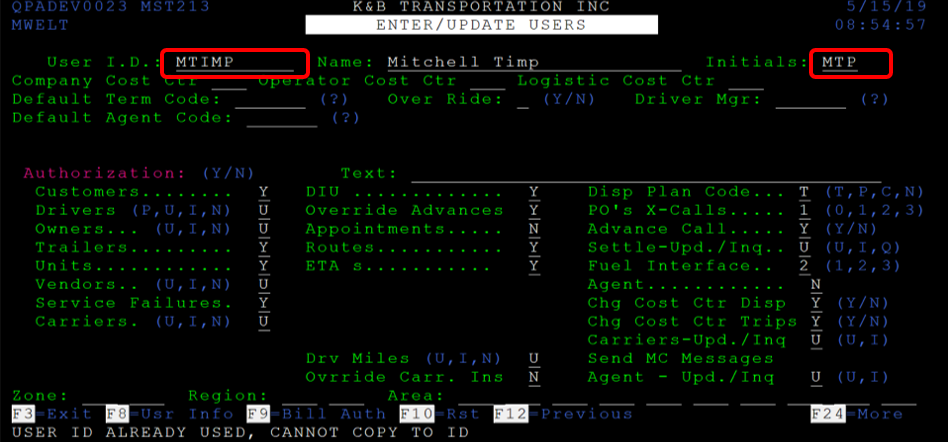 QPADEV0023 MST213 K&B TRANSPORTATION INC 5/15/19
MWELT ENTER/UPDATE USERS 08:54:57
User I.D.: MTIMP Name: Mitchell Timp Initials: MTP
Company Cost Ctr ___ Operator Cost Ctr ___ Logistic Cost Ctr ___
Default Term Code: ______ (?) Over Ride: _ (Y/N) Driver Mgr: ______ (?)
Default Agent Code: ______ (?)
Authorization: (Y/N) Text:
Customers........ Y DIU ............. Y Disp Plan Code... T (T,P,C,N)
Drivers (P,U,I,N) U Override Advances Y PO's X-Calls..... 1 (0,1,2,3)
Owners... (U,I,N) U Appointments..... N Advance Call..... Y (Y/N)
Trailers......... Y Routes........... Y Settle-Upd./Inq.. U (U,I,Q)
Units............ Y ETA s........... Y Fuel Interface.. 2 (1,2,3)
Vendors.. (U,I,N) U Agent............ N
Service Failures. Y Chg Cost Ctr Disp Y (Y/N)
Carriers. (U,I,N) U Chg Cost Ctr Trips Y (Y/N)
Carriers-Upd./Inq U (U,I)
Drv Miles (U,I,N) U Send MC Messages
Ovrride Carr. Ins N Agent - Upd./Inq U (U,I)
Zone: Region: Area:
F3=Exit F8=Usr Info F9=Bill Auth F10=Rst F12=Previous F24=More
USER ID ALREADY USED, CANNOT COPY TO ID